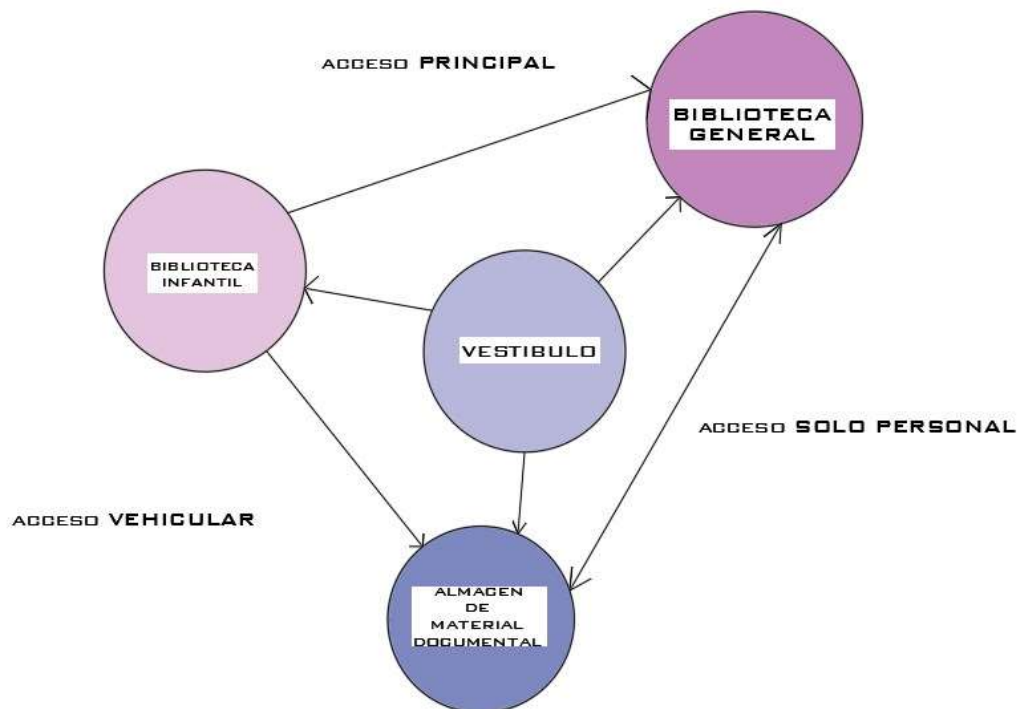 ACCESO PRINCIPAL
BIBLIOTECA
GENERAL
BIBLIOTECA
INFANTIL
VESTIBULO
ACCESO SOLO PERSONAL
ACCESO VEHICULAR
ALMACEN
DE
MATERIAL
DOCUMENTAL